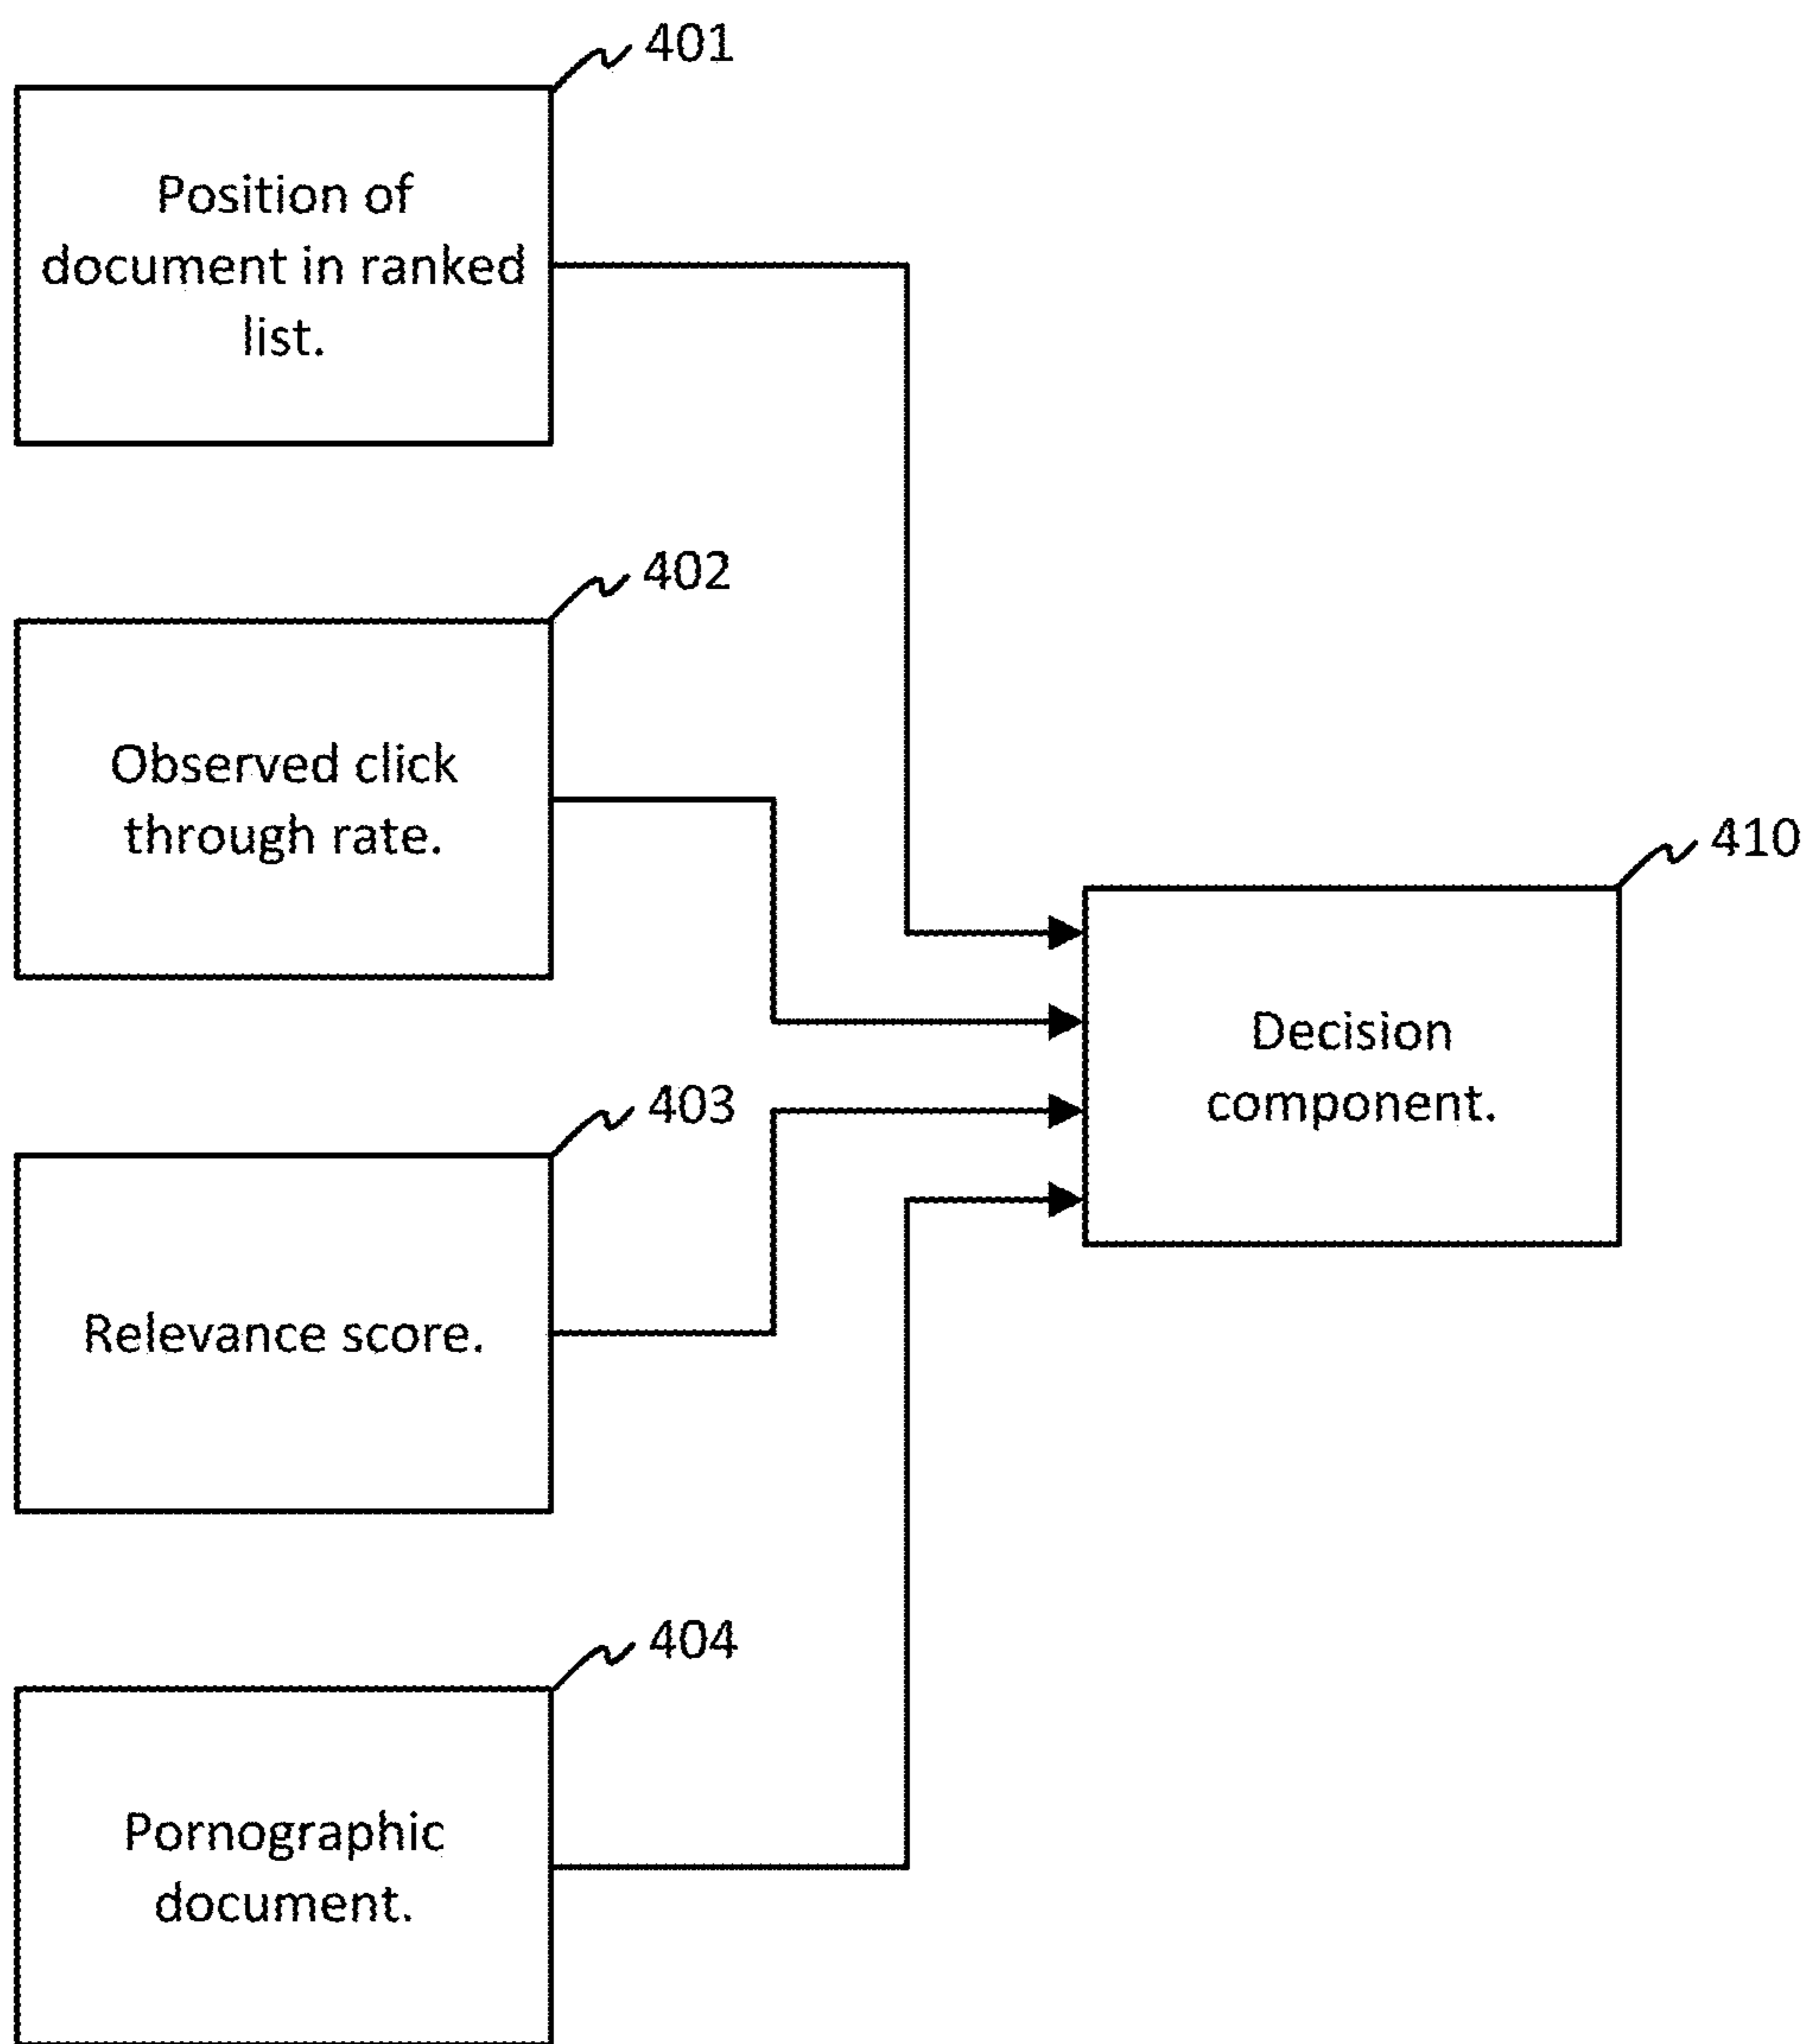 401
Position of
document in ranked
list.
402
Observed click
through rate.
410
Decision
component.
403
Relevance score.
404
Pornographic
document.